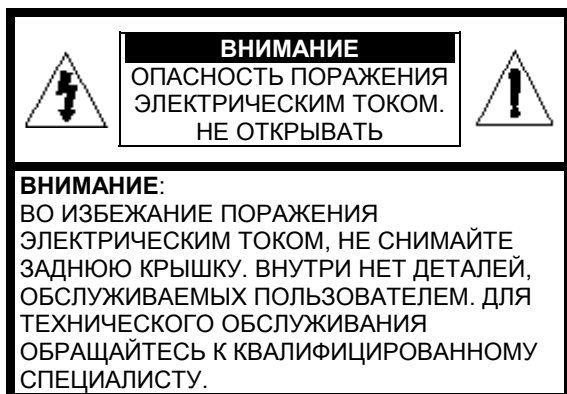 ВНИМАНИЕ
ОПАСНОСТЬ ПОРАЖЕНИЯ
ЭЛЕКТРИЧЕСКИМ ТОКОМ.
НЕ ОТКРЫВАТЬ
ВНИМАНИЕ:
ВО ИЗБЕЖАНИЕ ПОРАЖЕНИЯ
ЭЛЕКТРИЧЕСКИМ ТОКОМ, НЕ СНИМАЙТЕ
ЗАДНЮЮ КРЫШКУ. ВНУТРИ НЕТ ДЕТАЛЕЙ,
ОБСЛУЖИВАЕМЫХ ПОЛЬЗОВАТЕЛЕМ. ДЛЯ
ТЕХНИЧЕСКОГО ОБСЛУЖИВАНИЯ
ОБРАЩАЙТЕСЬ К КВАЛИФИЦИРОВАННОМУ
СПЕЦИАЛИСТУ.